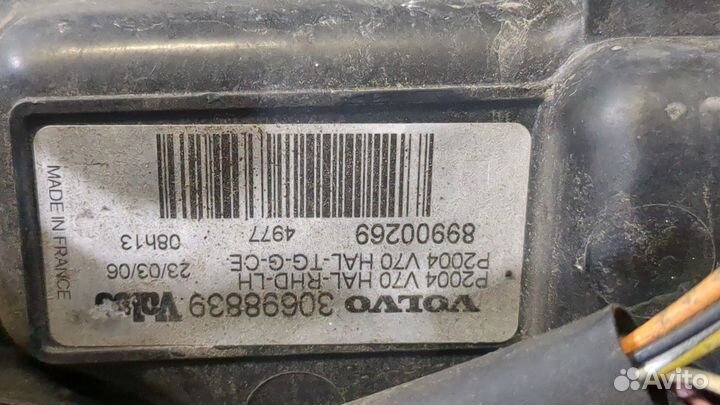 VOLVO 30698839 Valeo
P2004 V70 HAL-RHD-LH
P2004 V70 HAL-TG-G-CE 23/03/06
89900269 4977 08h13
MADE IN FRANCE
Avito